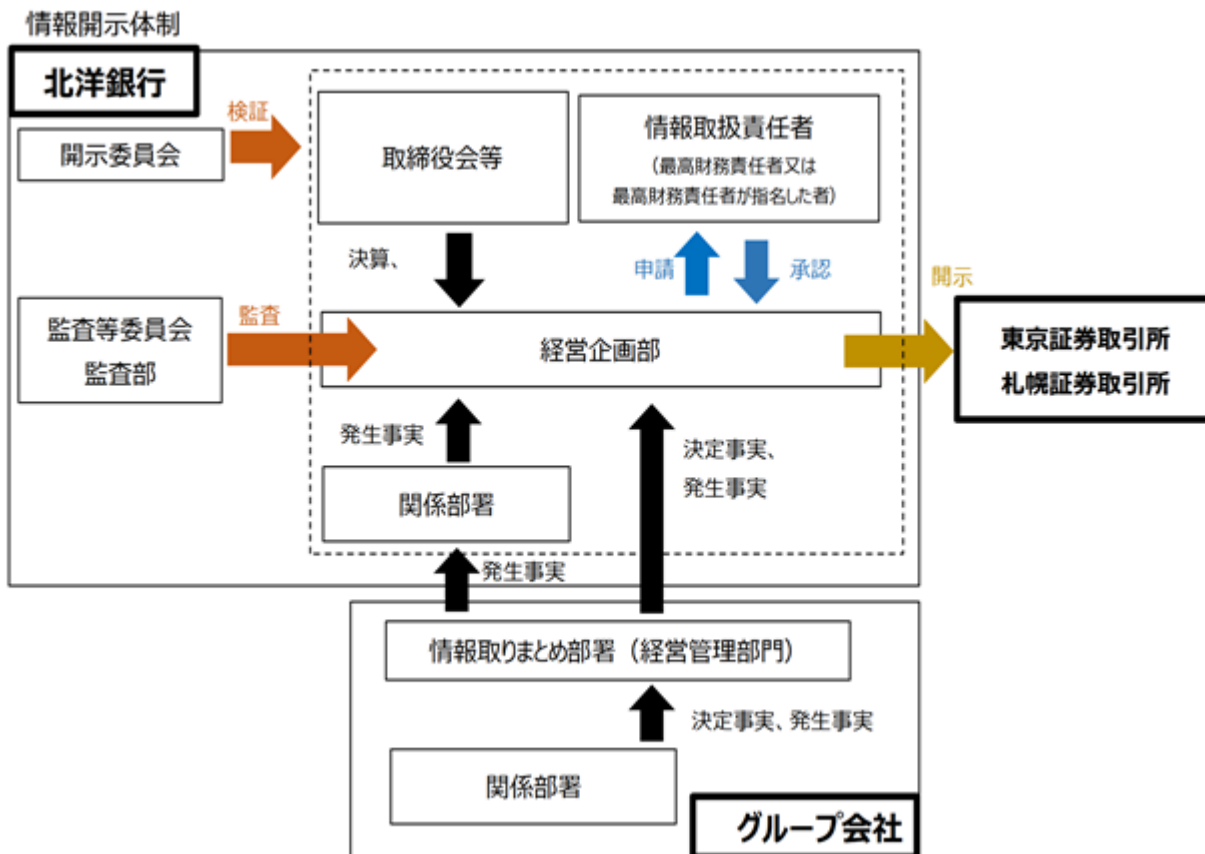 情報開示体制
北洋銀行
検証
開示委員会
取締役会等
情報取扱責任者
(最高財務責任者又は
最高財務責任者が指名した者)
決算、
申請
承認
開示
監査等委員会
監査部
監査
経営企画部
東京証券取引所
札幌証券取引所
発生事実
決定事実、
発生事実
関係部署
発生事実
情報取りまとめ部署(経営管理部門)
決定事実、発生事実
関係部署
グループ会社